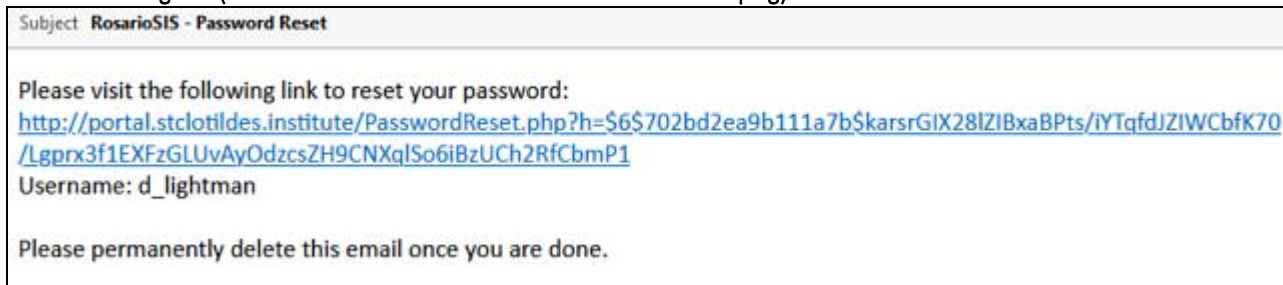 Subject RosarioSIS - Password Reset
Please visit the following link to reset your password:
http://portal.stclotildes.institute/PasswordReset.php?h=$6$702bd2ea9b111a7b$karsrGIX28lZIBxaBPts/iYTqfdJZIWCbfK70
/Lgprx3f1EXFzGLUvAyOdzcsZH9CNXqlSo6iBzUCh2RfCbmP1
Username: d_lightman
Please permanently delete this email once you are done.